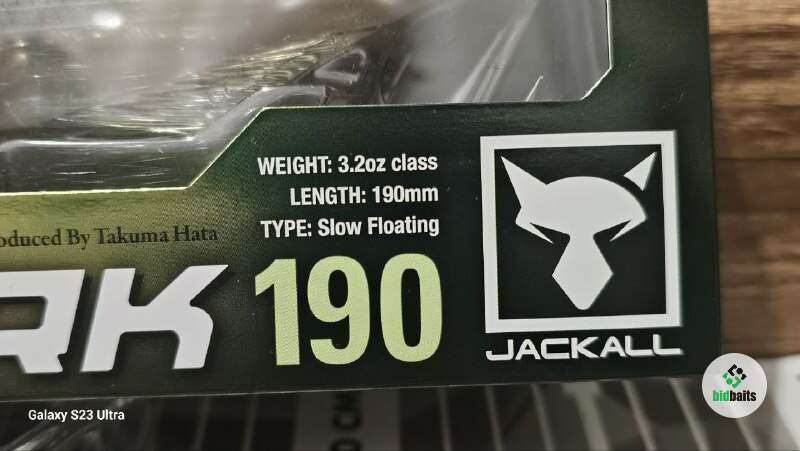 WEIGHT: 3.2oz class
LENGTH: 190mm
TYPE: Slow Floating
oduced By Takuma Hata
RK 190
JACKALL
bidbaits
Galaxy S23 Ultra